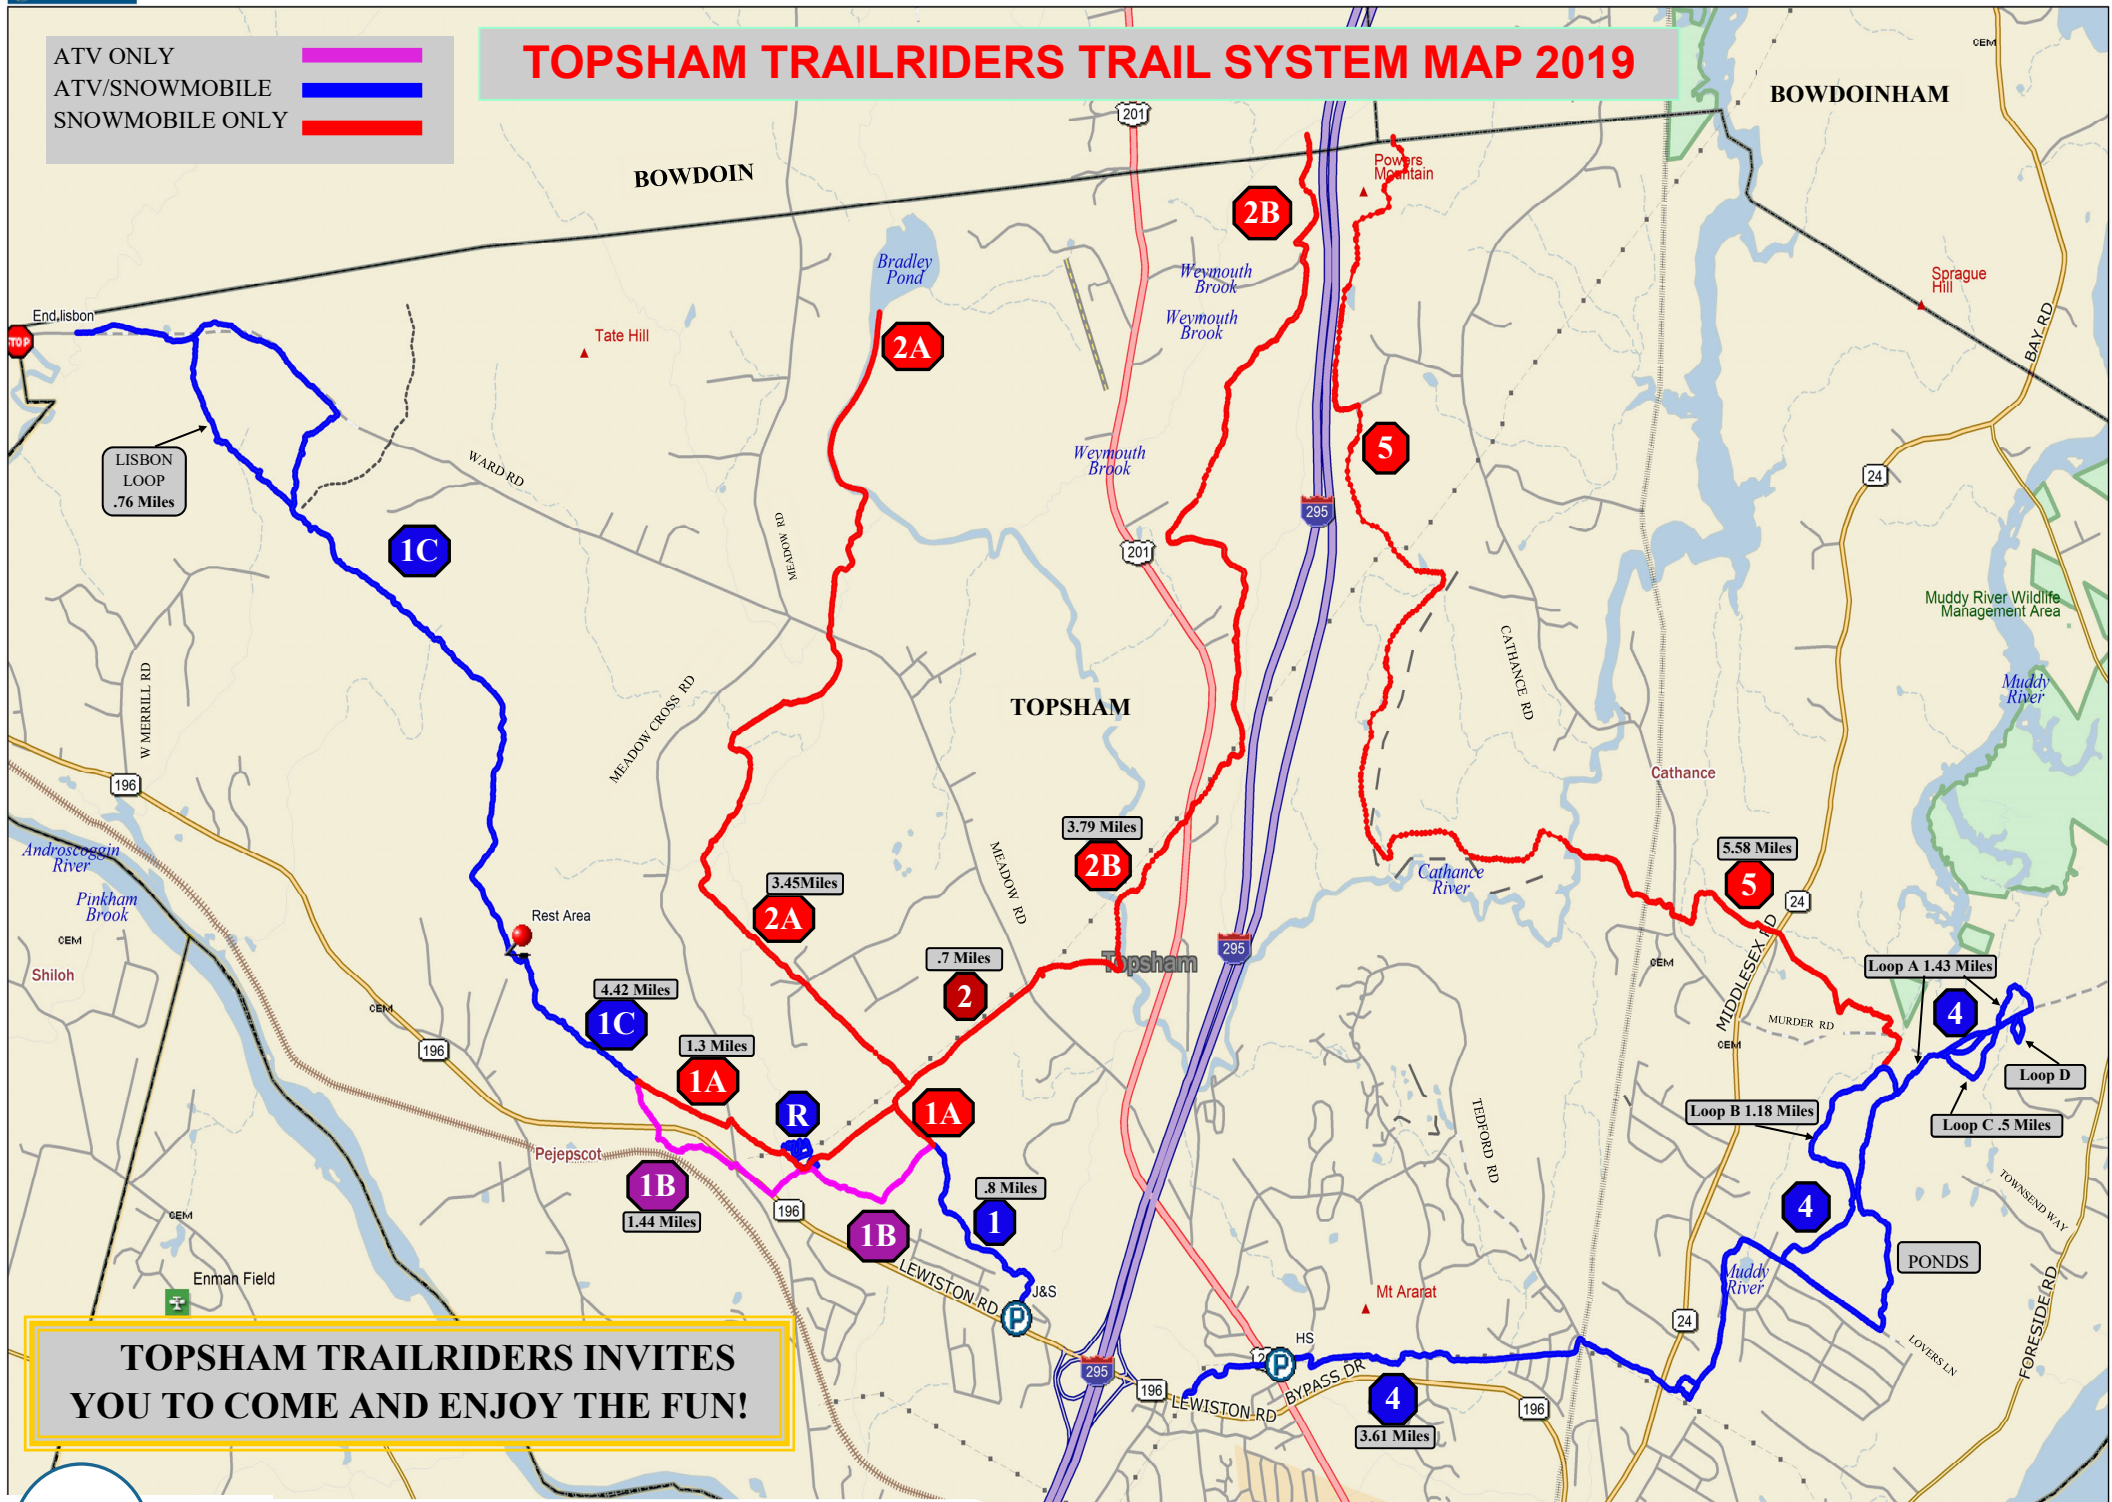 TOPSHAM TRAILRIDERS TRAIL SYSTEM MAP 2019
ATV ONLY
ATV/SNOWMOBILE
SNOWMOBILE ONLY
BOWDOINHAM
CEM
201
BOWDOIN
Powers
Mountain
2B
Bradley
Pond
Weymouth
Brook
Weymouth
Brook
Sprague
Hill
End lisbon
STOP
Tate Hill
2A
BAY RD
LISBON
LOOP
.76 Miles
WARD RD
Weymouth
Brook
5
24
295
1C
MEADOW RD
201
Muddy River Wildlife
Management Area
W MERRILL RD
MEADOW CROSS RD
TOPSHAM
CATHANCE RD
Muddy
River
196
Cathance
Androscoggin
River
Pinkham
Brook
CEM
Shiloh
3.79 Miles
2B
MEADOW RD
Cathance
River
5.58 Miles
5
24
MIDDLESEX RD
3.45Miles
2A
Rest Area
.7 Miles
2
Topsham
295
CEM
Loop A 1.43 Miles
4
CEM
4.42 Miles
1C
196
1.3 Miles
1A
R
1A
MURDER RD
CEM
Loop D
Loop B 1.18 Miles
Loop C .5 Miles
TEDFORD RD
Pejepscot
1B
1.44 Miles
196
.8 Miles
1
1B
4
TOWNSEND WAY
CEM
Enman Field
LEWISTON RD
J&S
P
PONDS
Muddy
River
Mt Ararat
24
LOVERS LN
FORESIDE RD
HS
P
295
196
LEWISTON RD
BYPASS DR
4
3.61 Miles
196
TOPSHAM TRAILRIDERS INVITES
YOU TO COME AND ENJOY THE FUN!